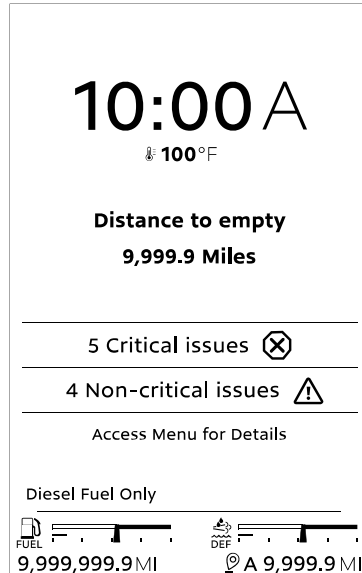 10:00 A
100°F
Distance to empty
9,999.9 Miles
5 Critical issues
4 Non-critical issues
Access Menu for Details
Diesel Fuel Only
FUEL DEF
9,999,999.9 MI A 9,999.9 MI